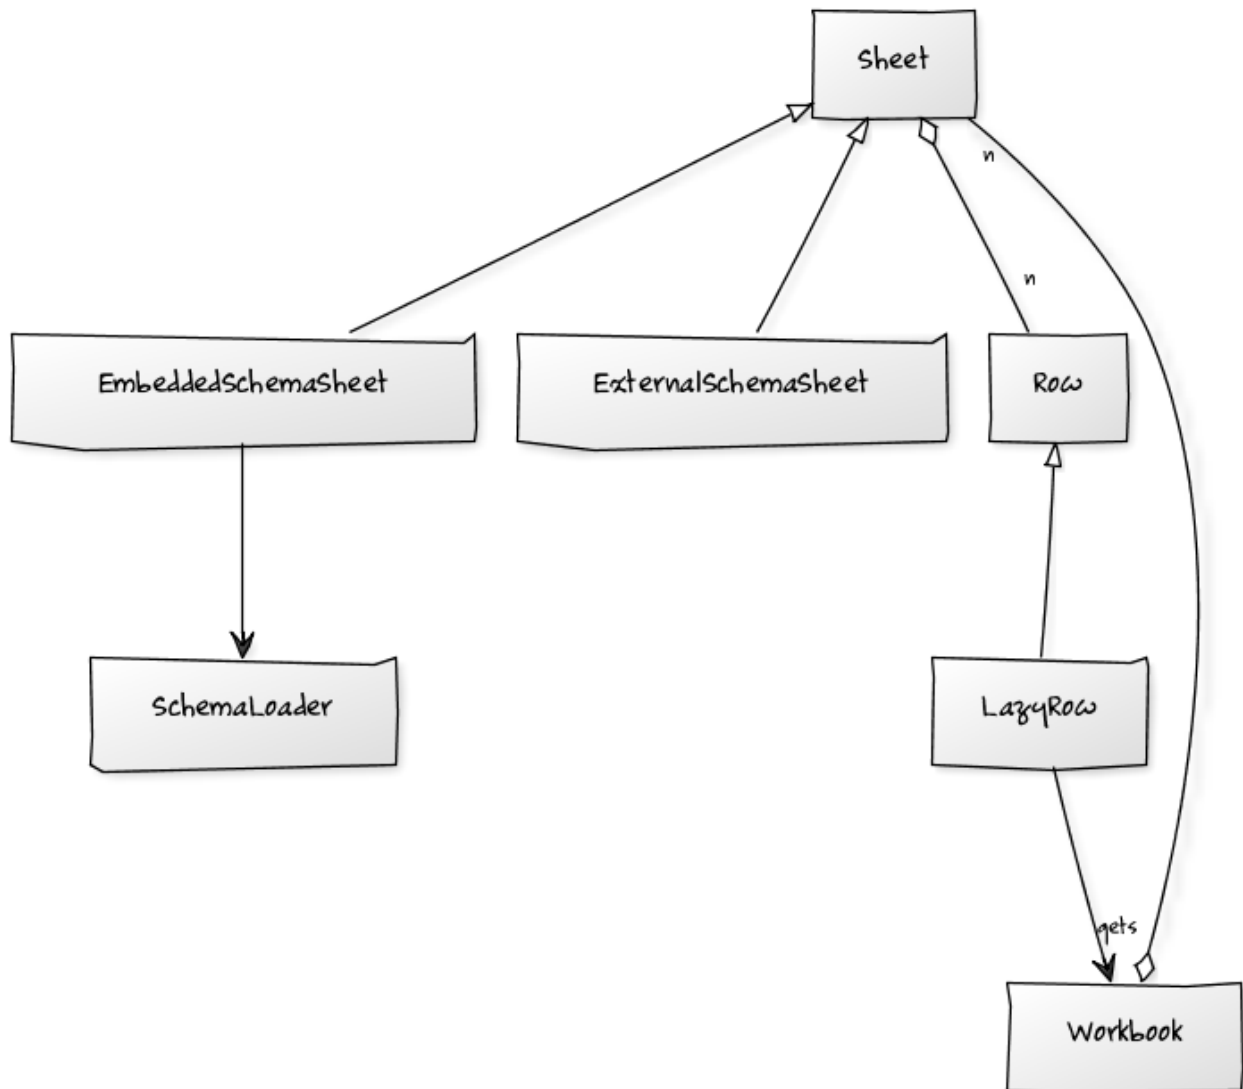 Sheet
n
n
EmbeddedSchemaSheet
ExternalSchemaSheet
Row
SchemaLoader
LazyRow
gets
Workbook